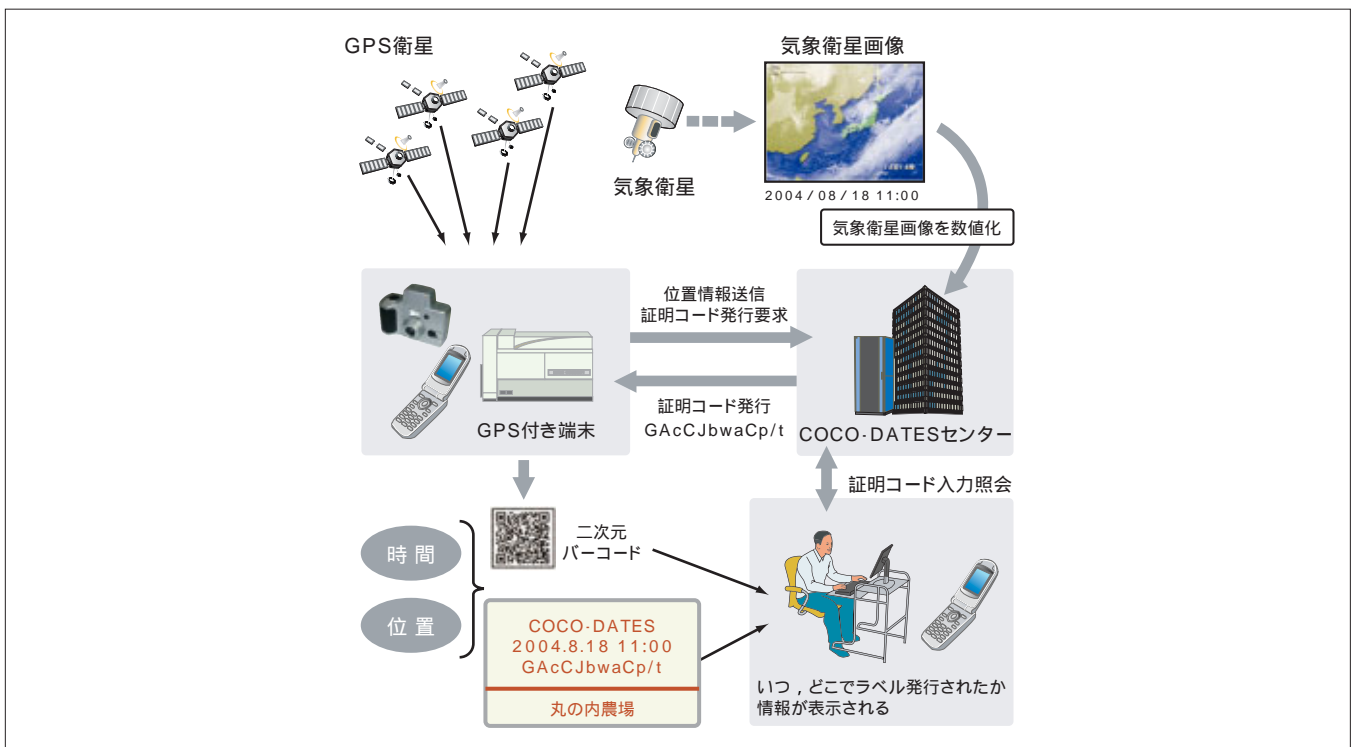 GPS衛星
気象衛星画像
気象衛星
2004/08/18 11:00
気象衛星画像を数値化
位置情報送信
証明コード発行要求
証明コード発行
GAcCJbwaCp/t
GPS付き端末
COCO·DATESセンター
証明コード入力照会
時間
位置
二次元
バーコード
COCO·DATES
2004.8.18 11:00
GAcCJbwaCp/t
丸の内農場
いつ，どこでラベル発行されたか
情報が表示される